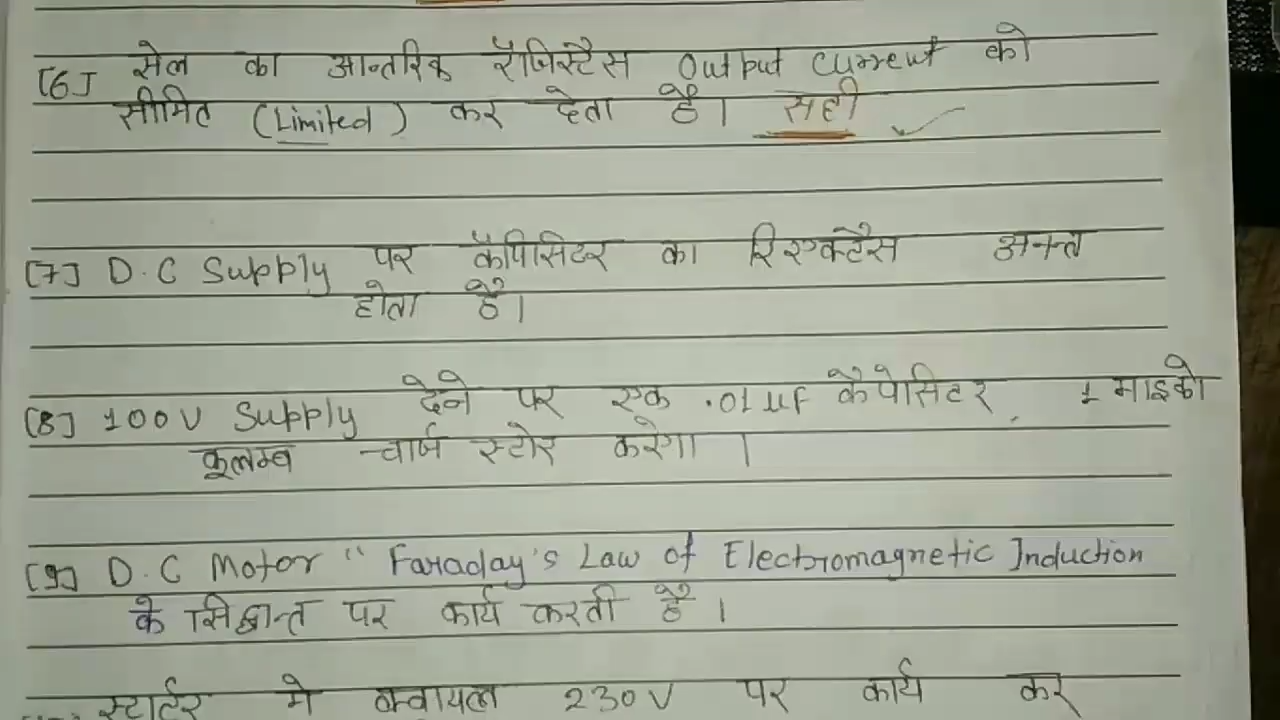 [6] सेल का आन्तरिक रॅजिस्टैंस Output current को
सीमित (Limited) कर देता है। सही
[7] D.C Supply पर कॅपिसिटर का रिएक्टैंस अनन्त
होता है।
[8] 100V Supply देने पर एक .01 µF कैपेसिटर, 1 माइको
कूलम्ब चार्ज स्टोर करेगा।
[9] D.C Motor "Faraday's Law of Electromagnetic Induction
के सिद्धान्त पर कार्य करती है।
स्टार्टर मे क्वायल 230V पर कार्य कर